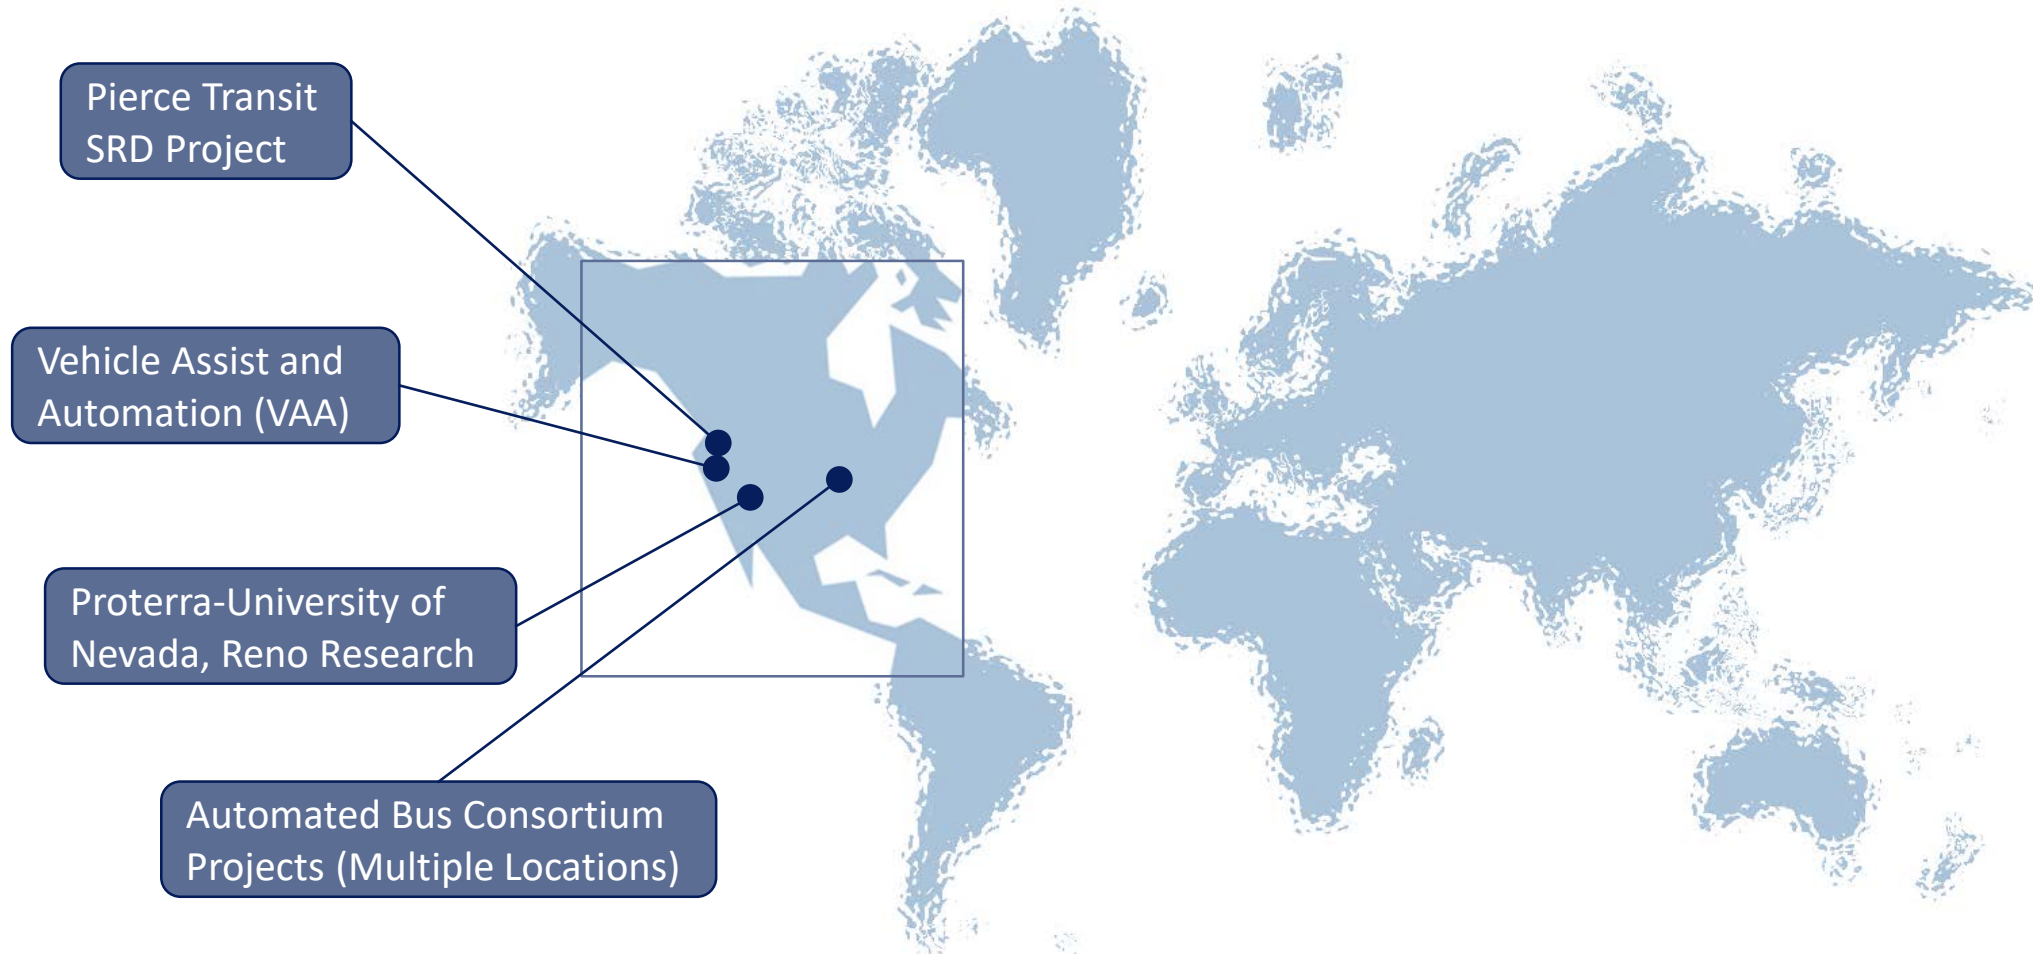 Pierce Transit
SRD Project
Vehicle Assist and
Automation (VAA)
Proterra-University of
Nevada, Reno Research
Automated Bus Consortium
Projects (Multiple Locations)